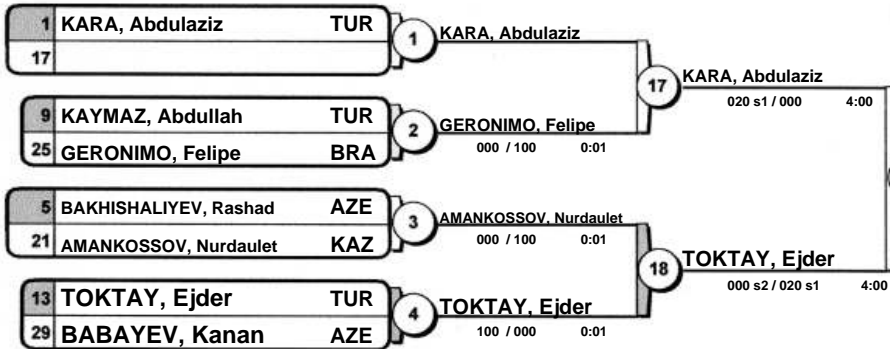 1 KARA, Abdulaziz TUR
17
1 KARA, Abdulaziz
9 KAYMAZ, Abdullah TUR
25 GERONIMO, Felipe BRA
2 GERONIMO, Felipe
000 / 100 0:01
17 KARA, Abdulaziz
020 s1 / 000 4:00
5 BAKHISHALIYEV, Rashad AZE
21 AMANKOSSOV, Nurdaulet KAZ
3 AMANKOSSOV, Nurdaulet
000 / 100 0:01
13 TOKTAY, Ejder TUR
29 BABAYEV, Kanan AZE
4 TOKTAY, Ejder
100 / 000 0:01
18 TOKTAY, Ejder
000 s2 / 020 s1 4:00